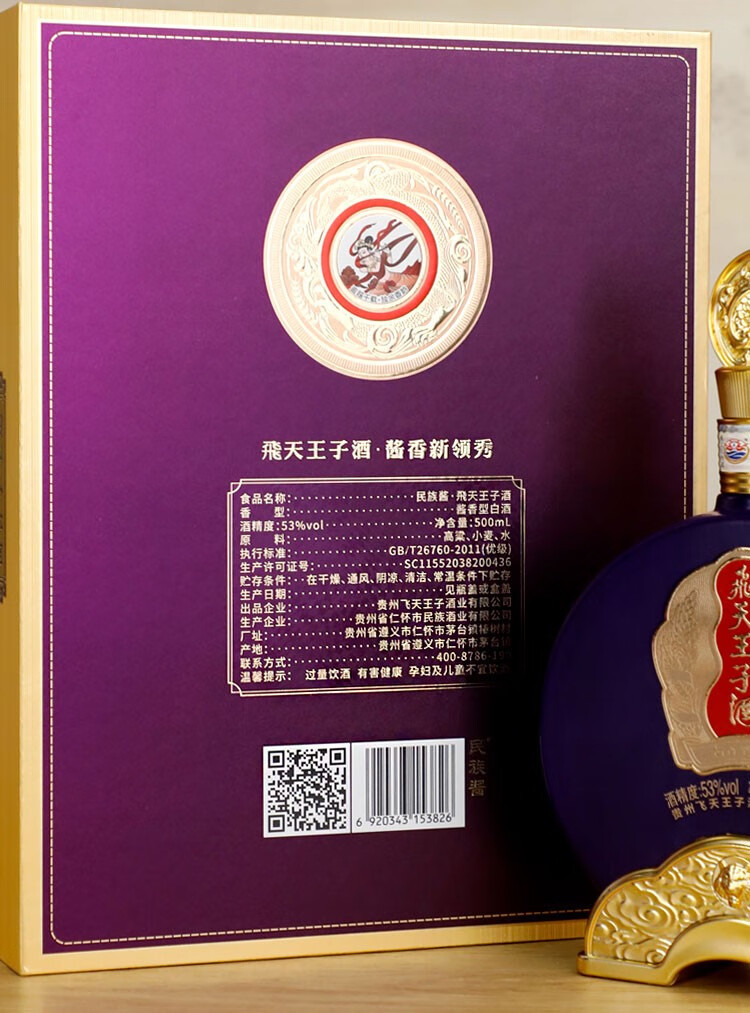 飛天王子酒·酱香新领秀
食品名称：民族酱·飛天王子酒
香型：酱香型白酒
酒精度：53%vol 净含量：500mL
原料：高粱、小麦、水
执行标准：GB/T26760-2011(优级)
生产许可证号：SC11552038200436
贮存条件：在干燥、通风、阴凉、清洁、常温条件下贮存
生产日期：见瓶盖或盒盖
出品企业：贵州飞天王子酒业有限公司
生产企业：贵州省仁怀市民族酒业有限公司
厂址：贵州省遵义市仁怀市茅台镇椿树村
产地：贵州省遵义市仁怀市茅台镇
联系方式：400-8786-1
温馨提示：过量饮酒 有害健康 孕妇及儿童不宜饮
民族酱
6 920343 153826
飛天王子酒
酒精度:53%vol
贵州飞天王子